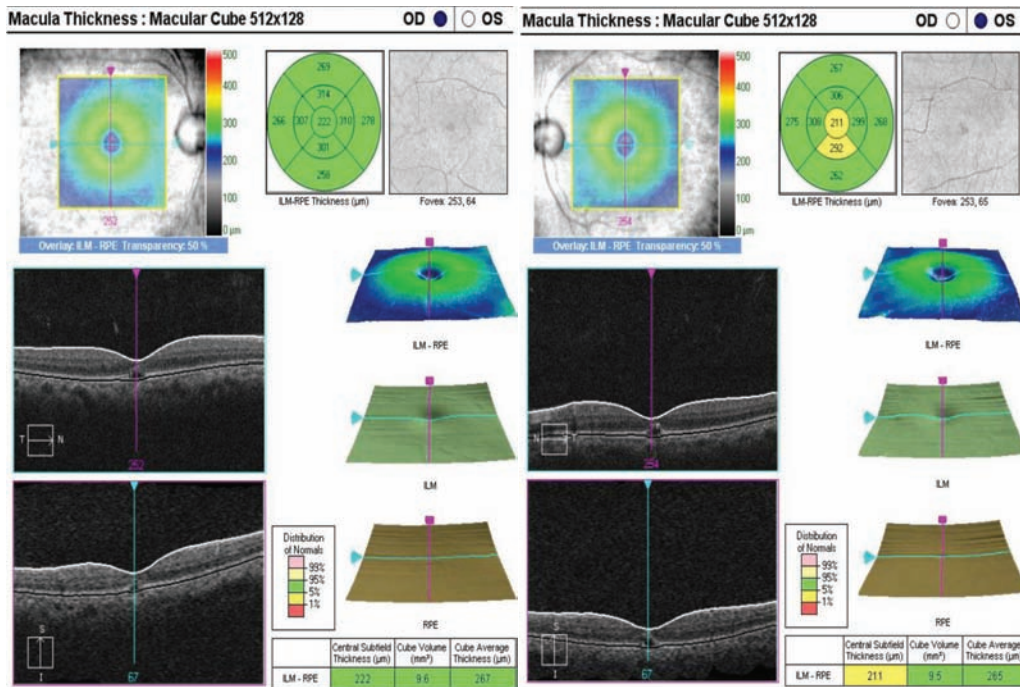 Macula Thickness : Macular Cube 512x128
OD OS
500
400
300
200
100
0 µm
252
Overlay: ILM - RPE Transparency: 50 %
269
314
266 307 222 310 278
301
258
ILM-RPE Thickness (µm)
Fovea: 253, 64
ILM - RPE
T N
252
ILM
S
I
67
Distribution
of Normals
99%
95%
5%
1%
RPE
Central Subfield Thickness (µm) Cube Volume (mm³) Cube Average Thickness (µm)
ILM - RPE 222 9.6 267
Macula Thickness : Macular Cube 512x128
OD OS
500
400
300
200
100
0 µm
254
Overlay: ILM - RPE Transparency: 50 %
267
306
275 308 211 299 260
292
262
ILM-RPE Thickness (µm)
Fovea: 253, 65
ILM - RPE
N
254
ILM
S
I
67
Distribution
of Normals
99%
95%
5%
1%
RPE
Central Subfield Thickness (µm) Cube Volume (mm³) Cube Average Thickness (µm)
ILM - RPE 211 9.5 265